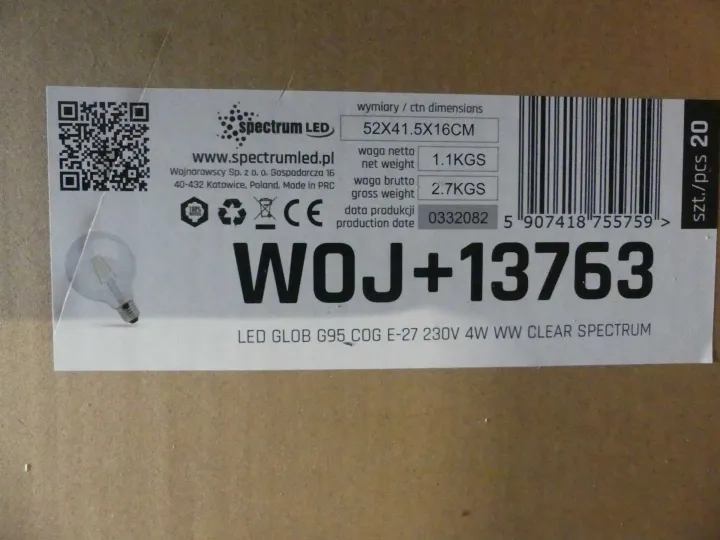 spectrum LED
www.spectrumled.pl
Wojnarowscy Sp. z o. o. Gospodarcza 16
40-432 Katowice, Poland, Made in PRC
CE
wymiary / ctn dimensions
52X41.5X16CM
waga netto
net weight
1.1KGS
waga brutto
gross weight
2.7KGS
data produkcji
production date
0332082
5 907418 755759 >
szt./pcs 20
WOJ+13763
LED GLOB G95 COG E-27 230V 4W WW CLEAR SPECTRUM